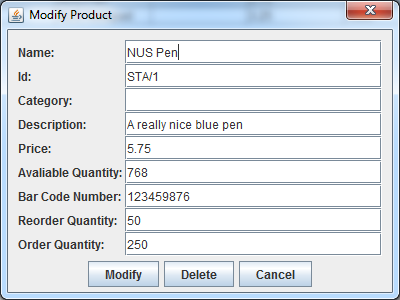 Modify Product
Name: NUS Pen
Id: STA/1
Category:
Description: A really nice blue pen
Price: 5.75
Avaliable Quantity: 768
Bar Code Number: 123459876
Reorder Quantity: 50
Order Quantity: 250
Modify Delete Cancel